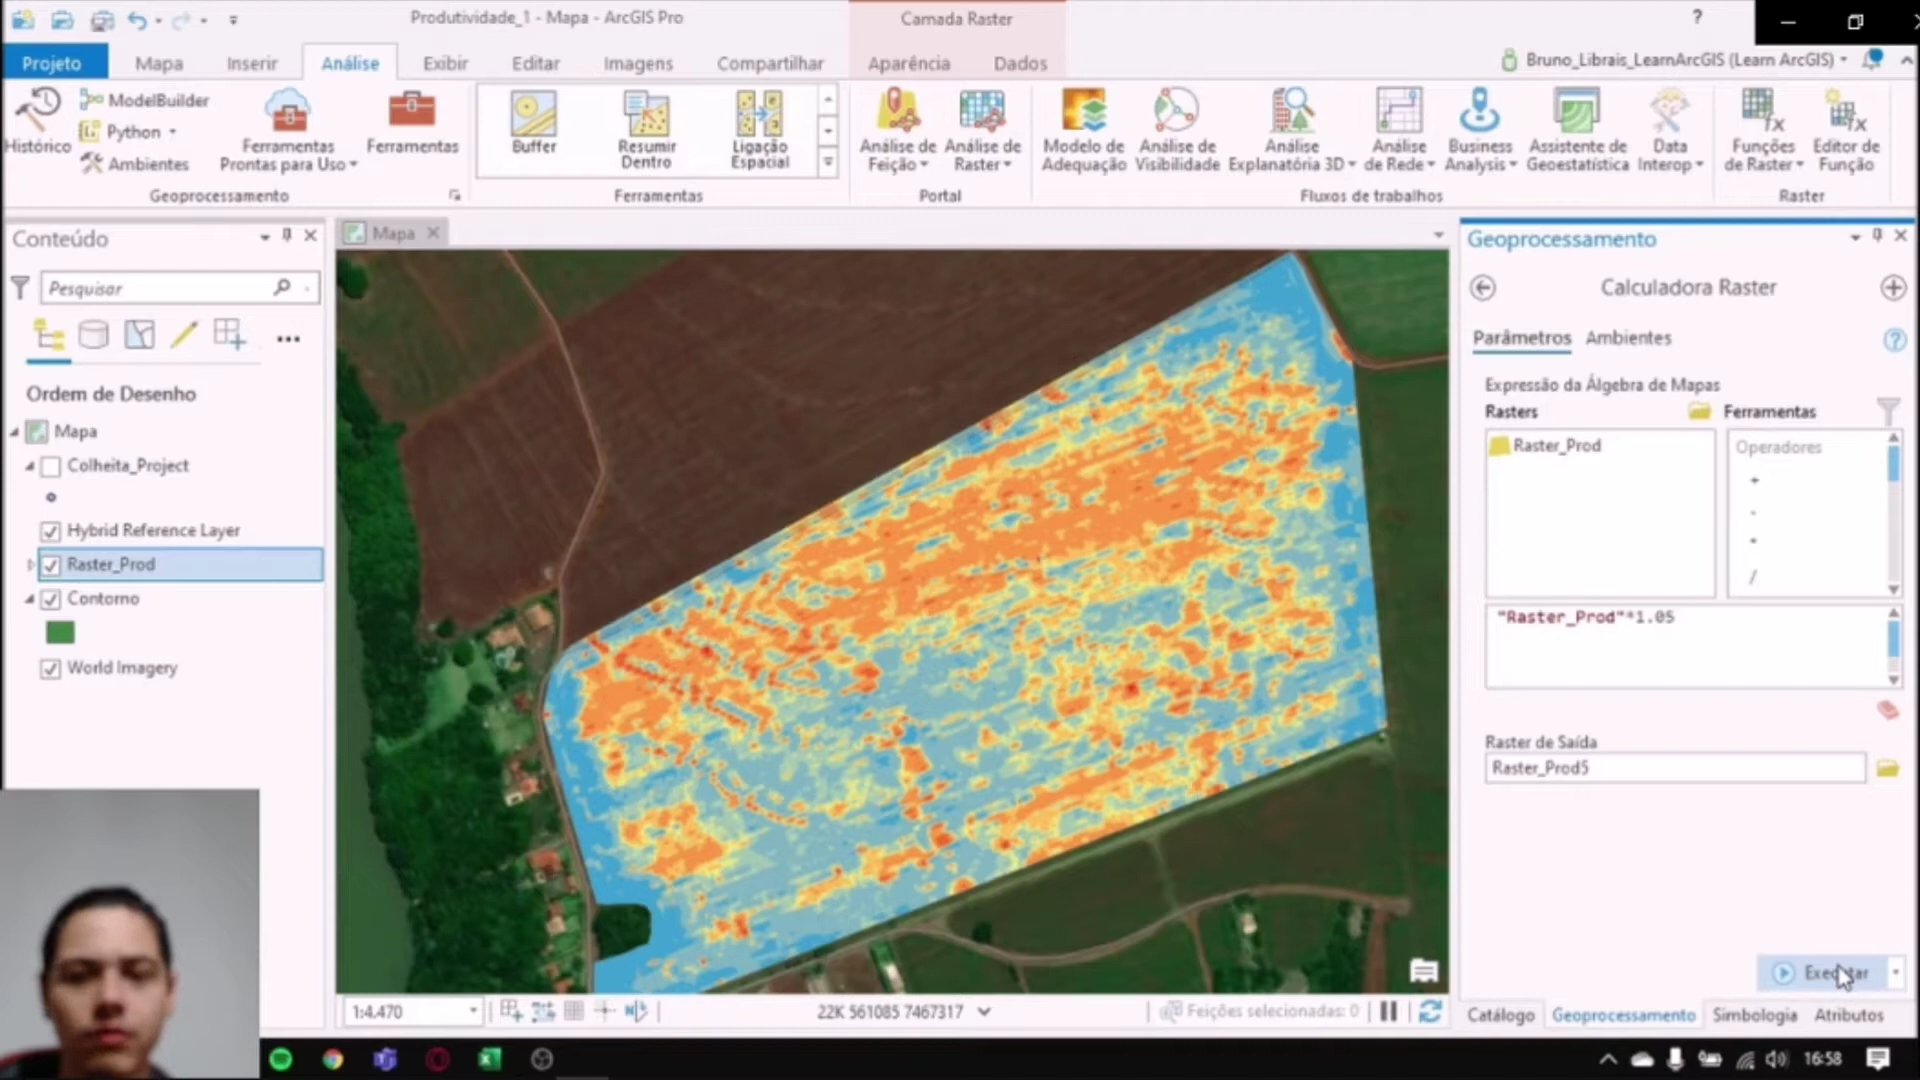 Produtividade_1 - Mapa - ArcGIS Pro
Camada Raster
?
Projeto
Mapa
Inserir
Análise
Exibir
Editar
Imagens
Compartilhar
Aparência
Dados
Bruno_Librais_LearnArcGIS (Learn ArcGIS)
Histórico
ModelBuilder
Python
Ambientes
Ferramentas
Prontas para Uso
Ferramentas
Buffer
Resumir
Dentro
Ligação
Espacial
Análise de
Feição
Análise de
Raster
Modelo de
Adequação
Análise de
Visibilidade
Análise
Explanatória 3D
Análise
de Rede
Business
Analysis
Assistente de
Geoestatística
Data
Interop
Funções
de Raster
Editor de
Função
Geoprocessamento
Ferramentas
Portal
Fluxos de trabalhos
Raster
Conteúdo
Pesquisar
Ordem de Desenho
Mapa
Colheita_Project
Hybrid Reference Layer
Raster_Prod
Contorno
World Imagery
Mapa
1:4.470
22K 561085 7467317
Feições selecionadas: 0
Geoprocessamento
Calculadora Raster
Parâmetros
Ambientes
?
Expressão da Álgebra de Mapas
Rasters
Ferramentas
Raster_Prod
Operadores
+
-
*
/
"Raster_Prod"*1.05
Raster de Saída
Raster_Prod5
Executar
Catálogo
Geoprocessamento
Simbologia
Atributos
16:58